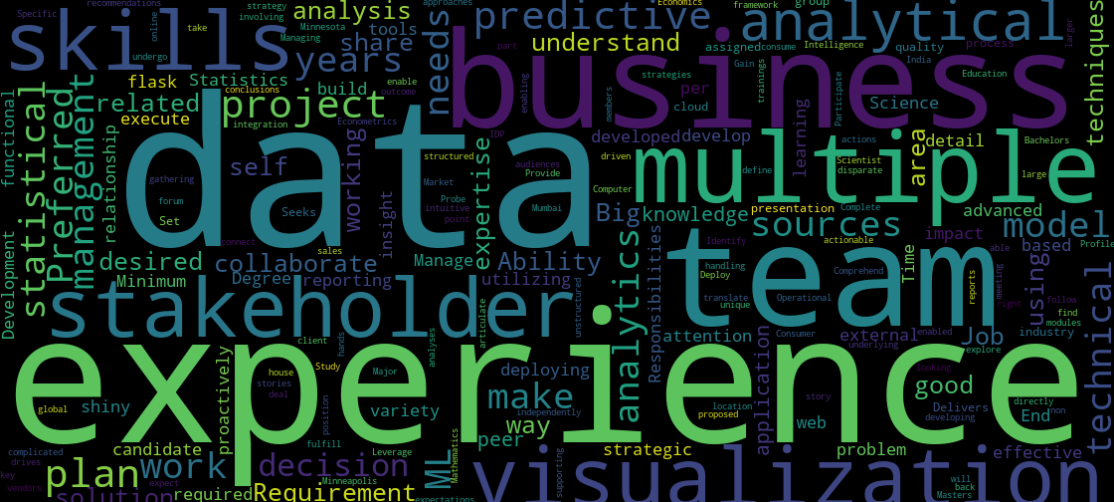 recommendations
strategy
involving
Specific
skills
analysis
Minnesota
Managing
take
online
undergo
years
tools
share
needs
predictive
understand
approaches
Economics
framework
group
analytical
larger
techniques
assigned
consume
Intelligence
quality
process
India
business
strategies
Gain
part
enabling
members
per
cloud
trainings
Participate
Science
Education
functional
statistical
Preferred
management
flask
related
execute
Statistics
conclusions
integration
project
build
enable
outcome
Econometrics
IDP
developed
develop
learning
actions
detail
Bachelors
data
relationship
gathering
forum
Set
self
Seeks
working
insight
structured
expertise
audiences
Provide
Market
Probe
intuitive
point
Mumbai
driven
Computer
multiple
define
Scientist
disparate
area
large
advanced
Big
knowledge
presentation
Complete
sources
actionable
model
impact
based
Profile
Development
desired
Minimum
connect
sales
collaborate
Degree
reporting
Manage
Ability
utilizing
unstructured
analytics
Responsibilities
team
Identify
handling
Deploy
translate
unique
Comprehend
Operational
Time
able
reports
meeting
using
right
follow
find
modules
technical
stakeholder
articulate
analyses
attention
application
Consumer
external
enabled
underlying
Job
industry
explore
experience
global
shiny
proactively
client
house
stories
deal
Study
position
hands
Major
variety
deploying
make
independently
way
peer
proposed
location
story
web
looking
good
Delivers
developing
End
directly
non
complicated
drives
key
vendors
expect
candidate
plan
work
solution
required
decision
Requirement
fulfill
Leverage
Minneapolis
expectations
ML
Mathematics
strategic
supporting
problem
effective
visualization
will
back
Masters